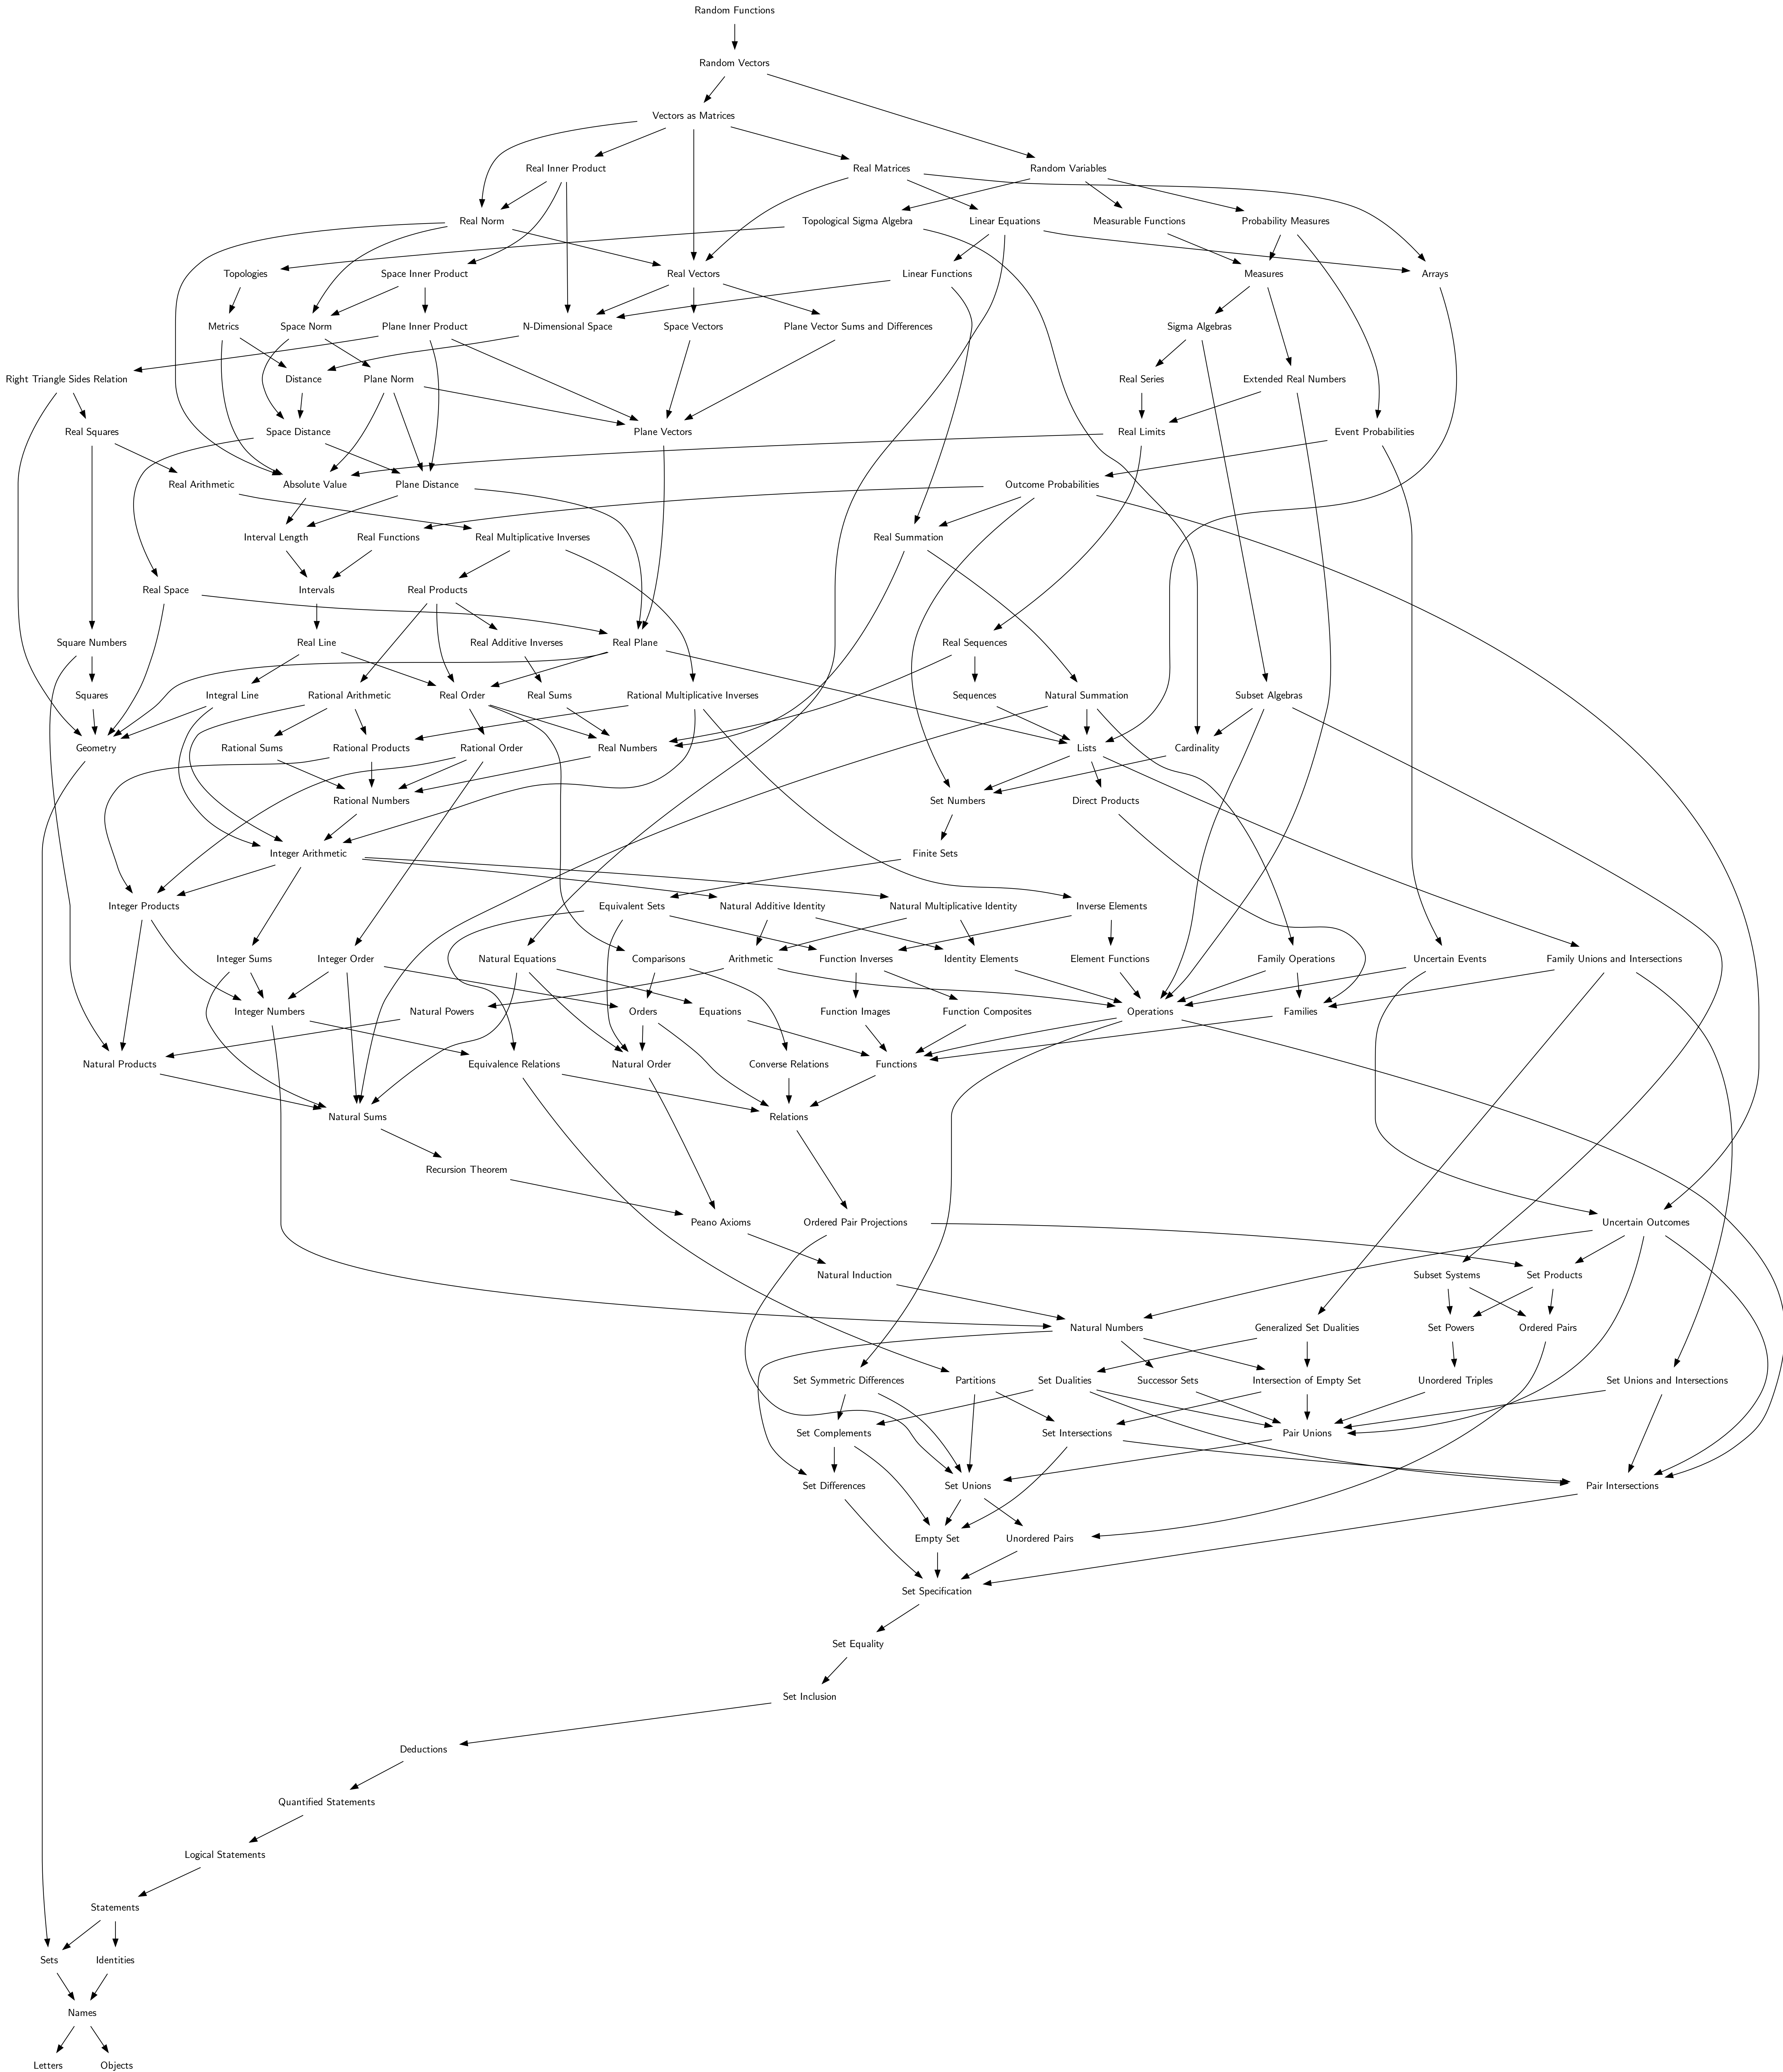 Random Functions
Random Vectors
Vectors as Matrices
Real Inner Product
Real Matrices
Random Variables
Real Norm
Topological Sigma Algebra
Linear Equations
Measurable Functions
Probability Measures
Topologies
Space Inner Product
Real Vectors
Linear Functions
Measures
Arrays
Metrics
Space Norm
Plane Inner Product
N-Dimensional Space
Space Vectors
Plane Vector Sums and Differences
Sigma Algebras
Right Triangle Sides Relation
Distance
Plane Norm
Real Series
Extended Real Numbers
Real Squares
Space Distance
Plane Vectors
Real Limits
Event Probabilities
Real Arithmetic
Absolute Value
Plane Distance
Outcome Probabilities
Interval Length
Real Functions
Real Multiplicative Inverses
Real Summation
Real Space
Intervals
Real Products
Square Numbers
Real Line
Real Additive Inverses
Real Plane
Real Sequences
Squares
Integral Line
Rational Arithmetic
Real Order
Real Sums
Rational Multiplicative Inverses
Sequences
Natural Summation
Subset Algebras
Geometry
Rational Sums
Rational Products
Rational Order
Real Numbers
Lists
Cardinality
Rational Numbers
Set Numbers
Direct Products
Integer Arithmetic
Finite Sets
Integer Products
Equivalent Sets
Natural Additive Identity
Natural Multiplicative Identity
Inverse Elements
Integer Sums
Integer Order
Natural Equations
Comparisons
Arithmetic
Function Inverses
Identity Elements
Element Functions
Family Operations
Uncertain Events
Family Unions and Intersections
Integer Numbers
Natural Powers
Orders
Equations
Function Images
Function Composites
Operations
Families
Natural Products
Equivalence Relations
Natural Order
Converse Relations
Functions
Natural Sums
Relations
Recursion Theorem
Peano Axioms
Ordered Pair Projections
Uncertain Outcomes
Natural Induction
Subset Systems
Set Products
Natural Numbers
Generalized Set Dualities
Set Powers
Ordered Pairs
Set Symmetric Differences
Partitions
Set Dualities
Successor Sets
Intersection of Empty Set
Unordered Triples
Set Unions and Intersections
Set Complements
Set Intersections
Pair Unions
Set Differences
Set Unions
Pair Intersections
Empty Set
Unordered Pairs
Set Specification
Set Equality
Set Inclusion
Deductions
Quantified Statements
Logical Statements
Statements
Sets
Identities
Names
Letters
Objects